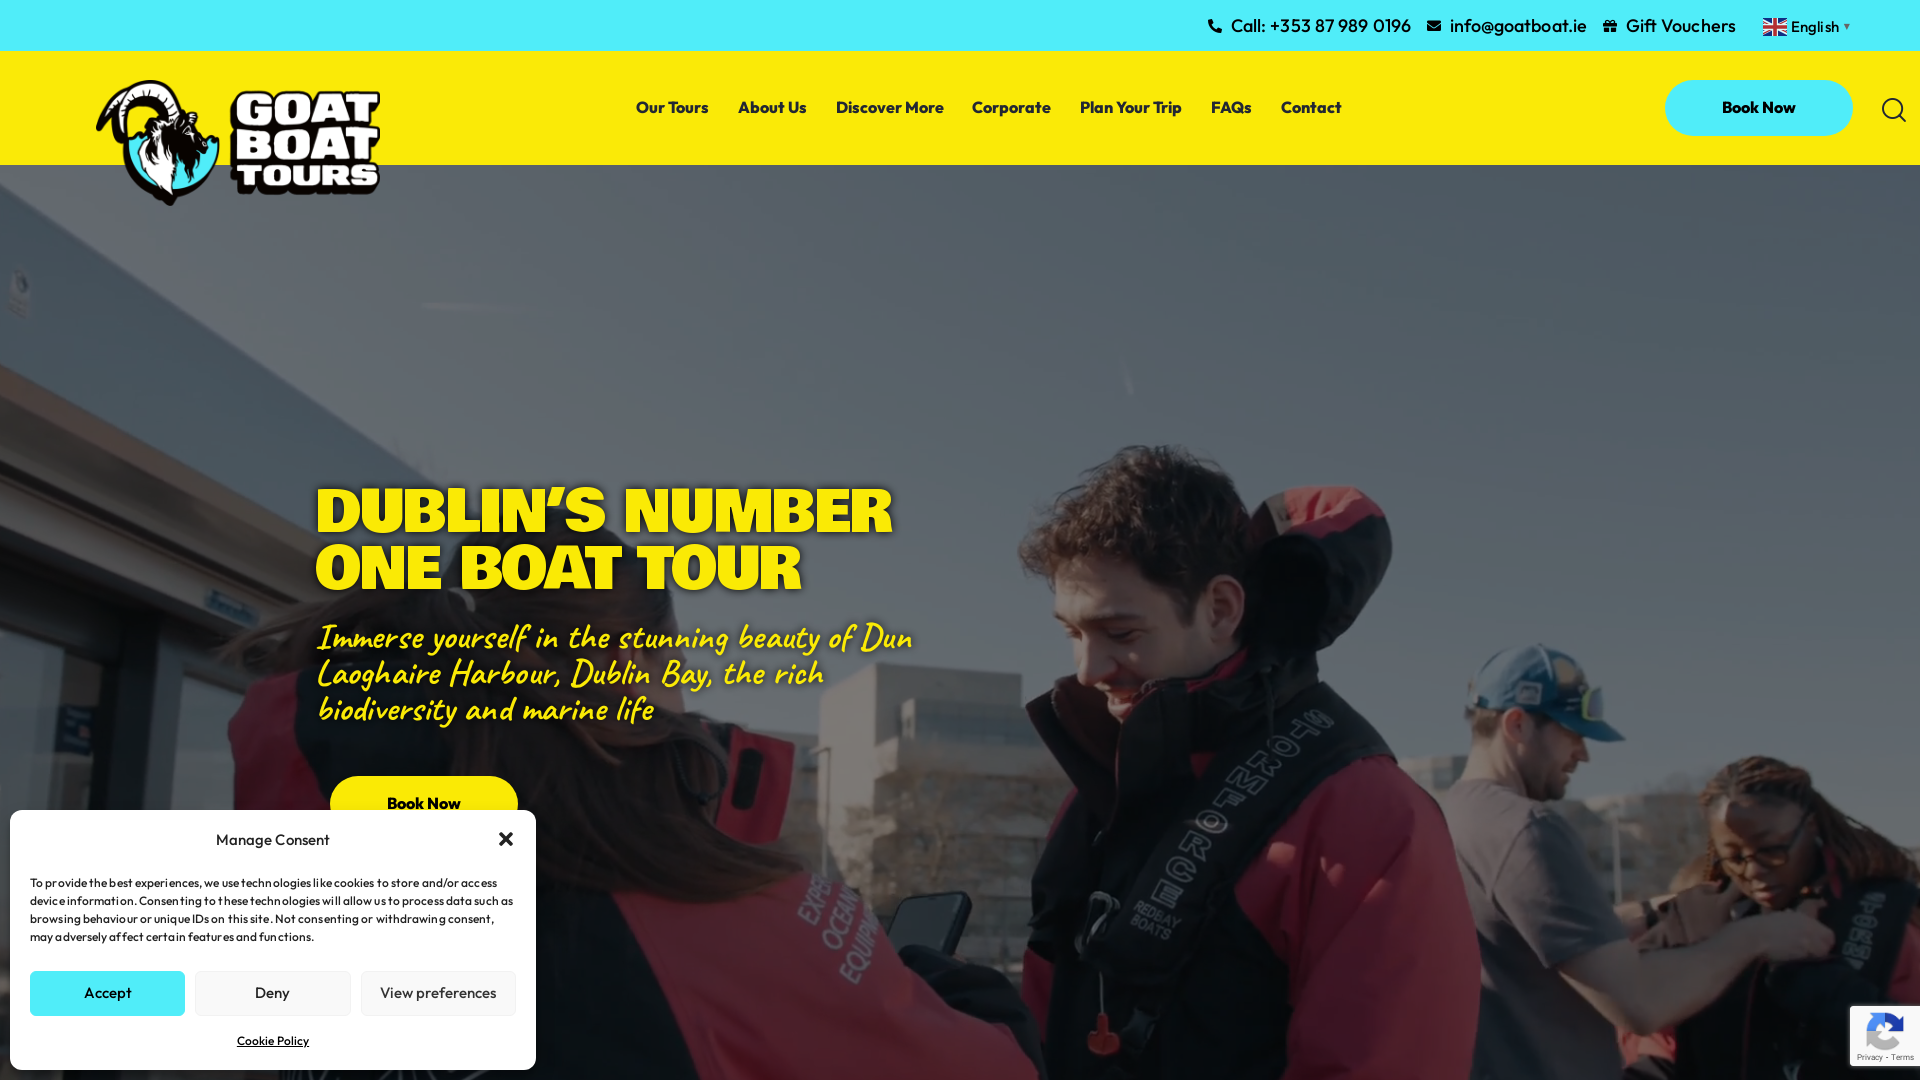 Call: +353 87 989 0196
info@goatboat.ie
Gift Vouchers
English
GOAT
BOAT
TOURS
Our Tours
About Us
Discover More
Corporate
Plan Your Trip
FAQs
Contact
Book Now
DUBLIN'S NUMBER
ONE BOAT TOUR
Immerse yourself in the stunning beauty of Dun
Laoghaire Harbour, Dublin Bay, the rich
biodiversity and marine life
Book Now
STORMFORCE
REDBAY
BOATS
Manage Consent
To provide the best experiences, we use technologies like cookies to store and/or access
device information. Consenting to these technologies will allow us to process data such as
browsing behaviour or unique IDs on this site. Not consenting or withdrawing consent,
may adversely affect certain features and functions.
Accept
Deny
View preferences
Cookie Policy
Privacy - Terms